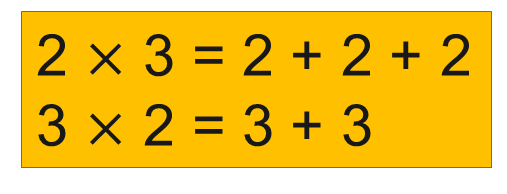 2 × 3 = 2 + 2 + 2
3 × 2 = 3 + 3